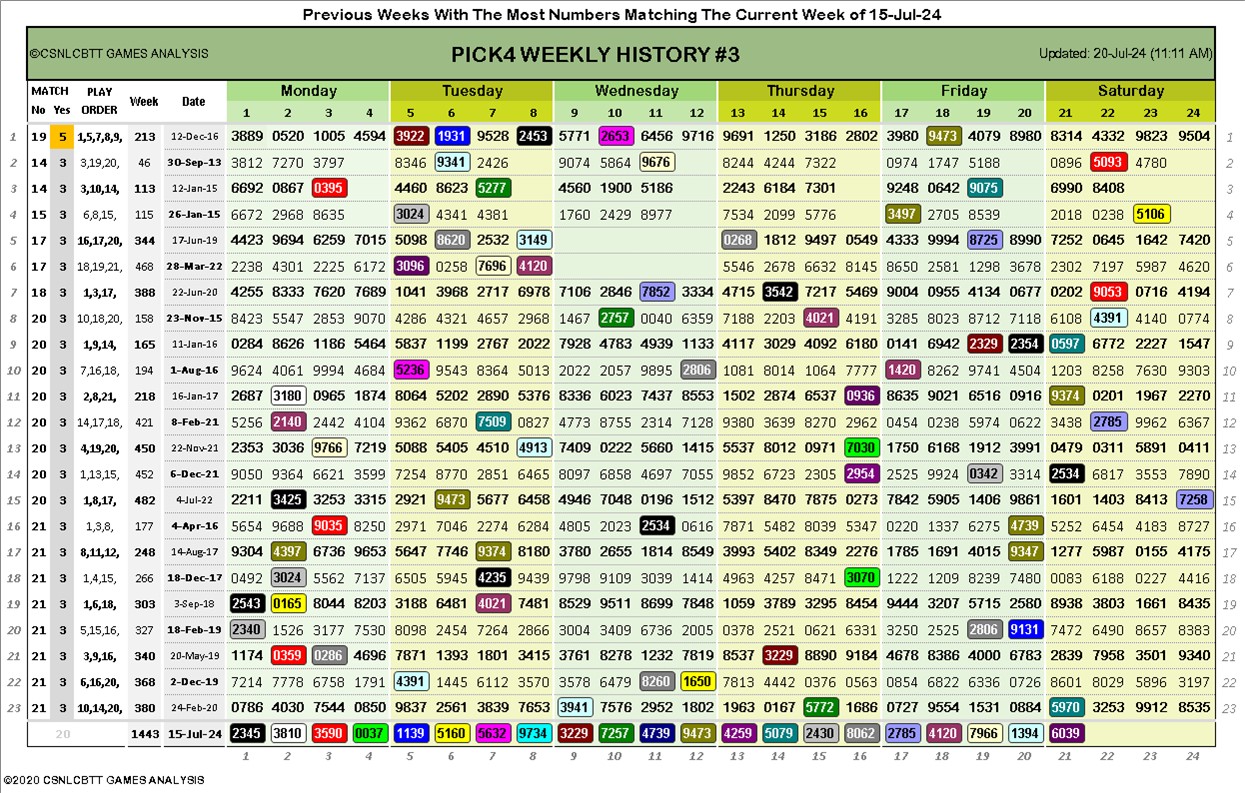 Previous Weeks With The Most Numbers Matching The Current Week of 15-Jul-24
©CSNLCBTT GAMES ANALYSIS PICK4 WEEKLY HISTORY #3 Updated: 20-Jul-24 (11:11 AM)
MATCH PLAY Week Date Monday Tuesday Wednesday Thursday Friday Saturday
No Yes ORDER 1 2 3 4 5 6 7 8 9 10 11 12 13 14 15 16 17 18 19 20 21 22 23 24
1 19 5 1,5,7,8,9, 213 12-Dec-16 3889 0520 1005 4594 3922 1931 9528 2453 5771 2653 6456 9716 9691 1250 3186 2802 3980 9473 4079 8980 8314 4332 9823 9504 1
2 14 3 3,19,20, 46 30-Sep-13 3812 7270 3797 8346 9341 2426 9074 5864 9676 8244 4244 7322 0974 1747 5188 0896 5093 4780 2
3 14 3 3,10,14, 113 12-Jan-15 6692 0867 0395 4460 8623 5277 4560 1900 5186 2243 6184 7301 9248 0642 9075 6990 8408 3
4 15 3 6,8,15, 115 26-Jan-15 6672 2968 8635 3024 4341 4381 1760 2429 8977 7534 2099 5776 3497 2705 8539 2018 0238 5106 4
5 17 3 16,17,20, 344 17-Jun-19 4423 9694 6259 7015 5098 8620 2532 3149 0268 1812 9497 0549 4333 9994 8725 8990 7252 0645 1642 7420 5
6 17 3 18,19,21, 468 28-Mar-22 2238 4301 2225 6172 3096 0258 7696 4120 5546 2678 6632 8145 8650 2581 1298 3678 2302 7197 5987 4620 6
7 18 3 1,3,17, 388 22-Jun-20 4255 8333 7620 7689 1041 3968 2717 6978 7106 2846 7852 3334 4715 3542 7217 5469 9004 0955 4134 0677 0202 9053 0716 4194 7
8 20 3 10,18,20, 158 23-Nov-15 8423 5547 2853 9070 4286 4321 4657 2968 1467 2757 0040 6359 7188 2203 4021 4191 3285 8023 8712 7118 6108 4391 4140 0774 8
9 20 3 1,9,14, 165 11-Jan-16 0284 8626 1186 5464 5837 1199 2767 2022 7928 4783 4939 1133 4117 3029 4092 6180 0141 6942 2329 2354 0597 6772 2227 1547 9
10 20 3 7,16,18, 194 1-Aug-16 9624 4061 9994 4684 5236 9543 8364 5013 2022 2057 9895 2806 1081 8014 1064 7777 1420 8262 9741 4504 1203 8258 7630 9303 10
11 20 3 2,8,21, 218 16-Jan-17 2687 3180 0965 1874 8064 5202 2890 5376 8336 6023 7437 8553 1502 2874 6537 0936 8635 9021 6516 0916 9374 0201 1967 2270 11
12 20 3 14,17,18, 421 8-Feb-21 5256 2140 2442 4104 5382 6870 7509 0827 4773 8755 2314 7128 9380 3639 8270 2962 0454 0238 5974 0622 3438 2785 9962 6367 12
13 20 3 4,19,20, 450 22-Nov-21 2353 3036 9766 7219 5088 5405 4510 4913 7409 0222 5660 1415 5537 8012 0971 7030 1750 6168 1912 3991 0479 0311 5891 0411 13
14 20 3 1,13,15, 452 6-Dec-21 9050 9364 6621 3599 7254 8770 2851 6465 8097 6858 4697 7055 9852 6723 2305 2954 2525 9924 0342 3314 2534 6817 3553 7890 14
15 20 3 1,8,17, 482 4-Jul-22 2211 3425 3253 3315 2921 9473 5677 6458 4946 7048 0196 1512 5397 8470 7875 0273 7842 5905 1406 9861 1601 1403 9413 7258 15
16 21 3 1,3,8, 177 4-Apr-16 5654 9688 9035 8250 2971 7046 2274 6284 4805 2023 2534 0616 7871 5482 8039 5347 0220 1337 6275 4739 5252 6454 4183 8727 16
17 21 3 8,11,12, 248 14-Aug-17 9304 4397 6736 9653 5647 7746 9374 8180 3780 2655 1814 8549 3993 5402 8349 2276 1785 1691 4015 9347 1277 5987 0155 4175 17
18 21 3 1,4,15, 266 18-Dec-17 0492 3024 5562 7137 6505 5945 4235 9439 9798 9109 3039 1414 4963 4257 8471 3070 1222 1209 8239 7480 0083 6188 0227 4416 18
19 21 3 1,6,18, 303 3-Sep-18 2543 0165 8044 8203 3188 6481 4021 7481 8529 9511 8699 7848 1059 3789 3295 8454 9444 3207 5715 2580 8938 3803 1661 8435 19
20 21 3 5,15,16, 327 18-Feb-19 2340 1526 3177 7530 8098 2454 7264 2866 3004 3409 6736 2005 0378 2521 0621 6331 3250 2525 2806 9131 7472 6490 8657 8383 20
21 21 3 3,9,16, 340 20-May-19 1174 0359 0286 4696 7871 1393 1801 3415 3761 8278 1232 7819 6537 3229 8890 9184 4678 8386 4000 6783 2839 7958 3501 9340 21
22 21 3 6,16,20, 368 2-Dec-19 7214 7778 6758 1791 4391 1445 6112 3570 3578 6479 8260 1650 7813 4442 0376 0563 0854 6822 6336 0726 8601 8029 5896 3197 22
23 21 3 10,14,20, 380 24-Feb-20 0786 4030 7544 0850 9837 2561 3839 7653 3941 7576 2952 1802 1963 0167 5772 1686 0727 9554 1531 0884 5970 3253 9912 8535 23
20 1443 15-Jul-24 2345 3810 3590 0037 1139 5160 5632 9734 3229 7257 4739 9473 4259 5079 2430 8062 2785 4120 7966 1394 6039
1 2 3 4 5 6 7 8 9 10 11 12 13 14 15 16 17 18 19 20 21 22 23 24
©2020 CSNLCBTT GAMES ANALYSIS